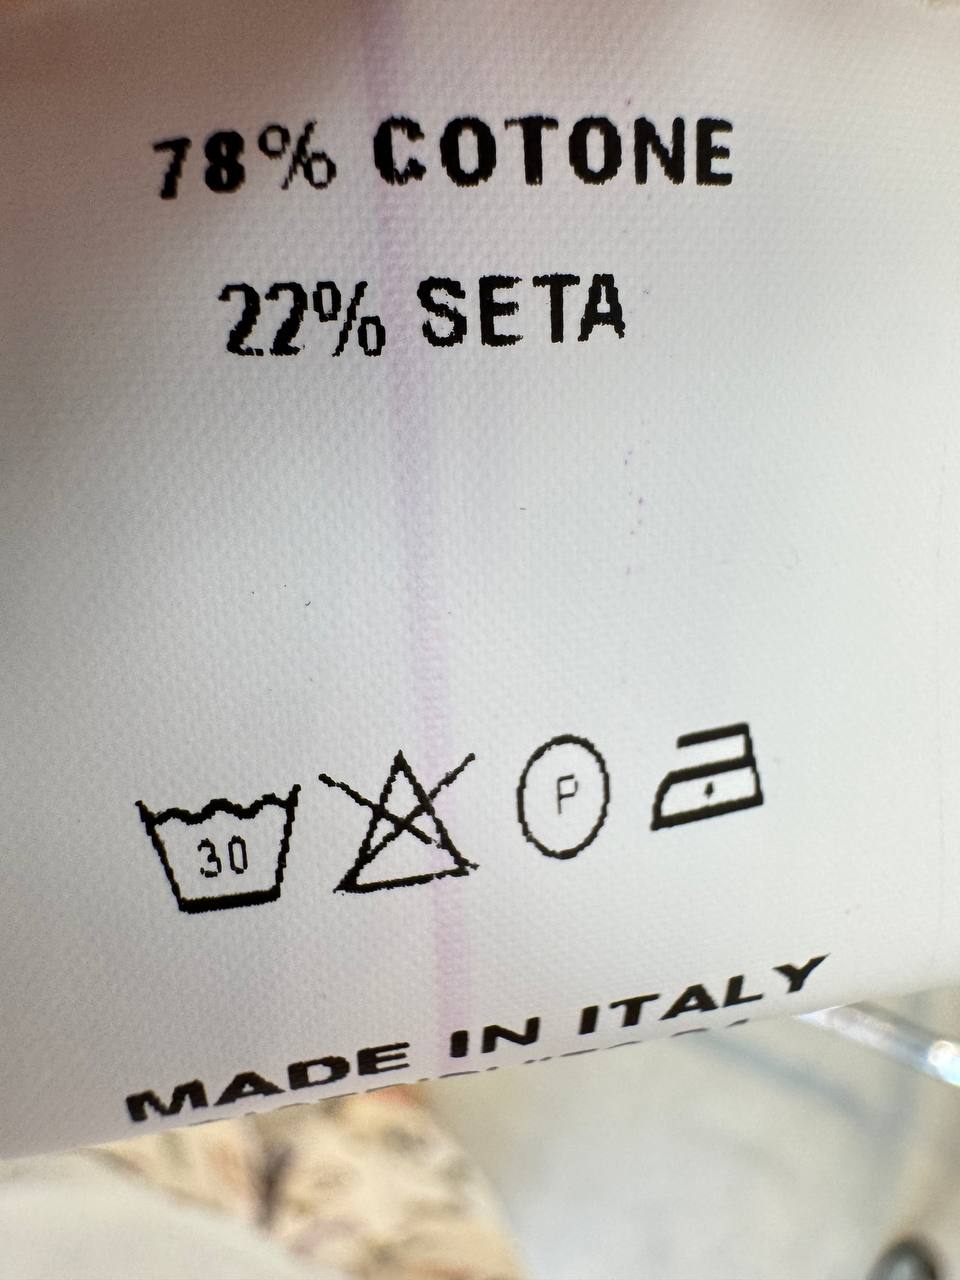 78% COTONE
22% SETA
30
P
MADE IN ITALY